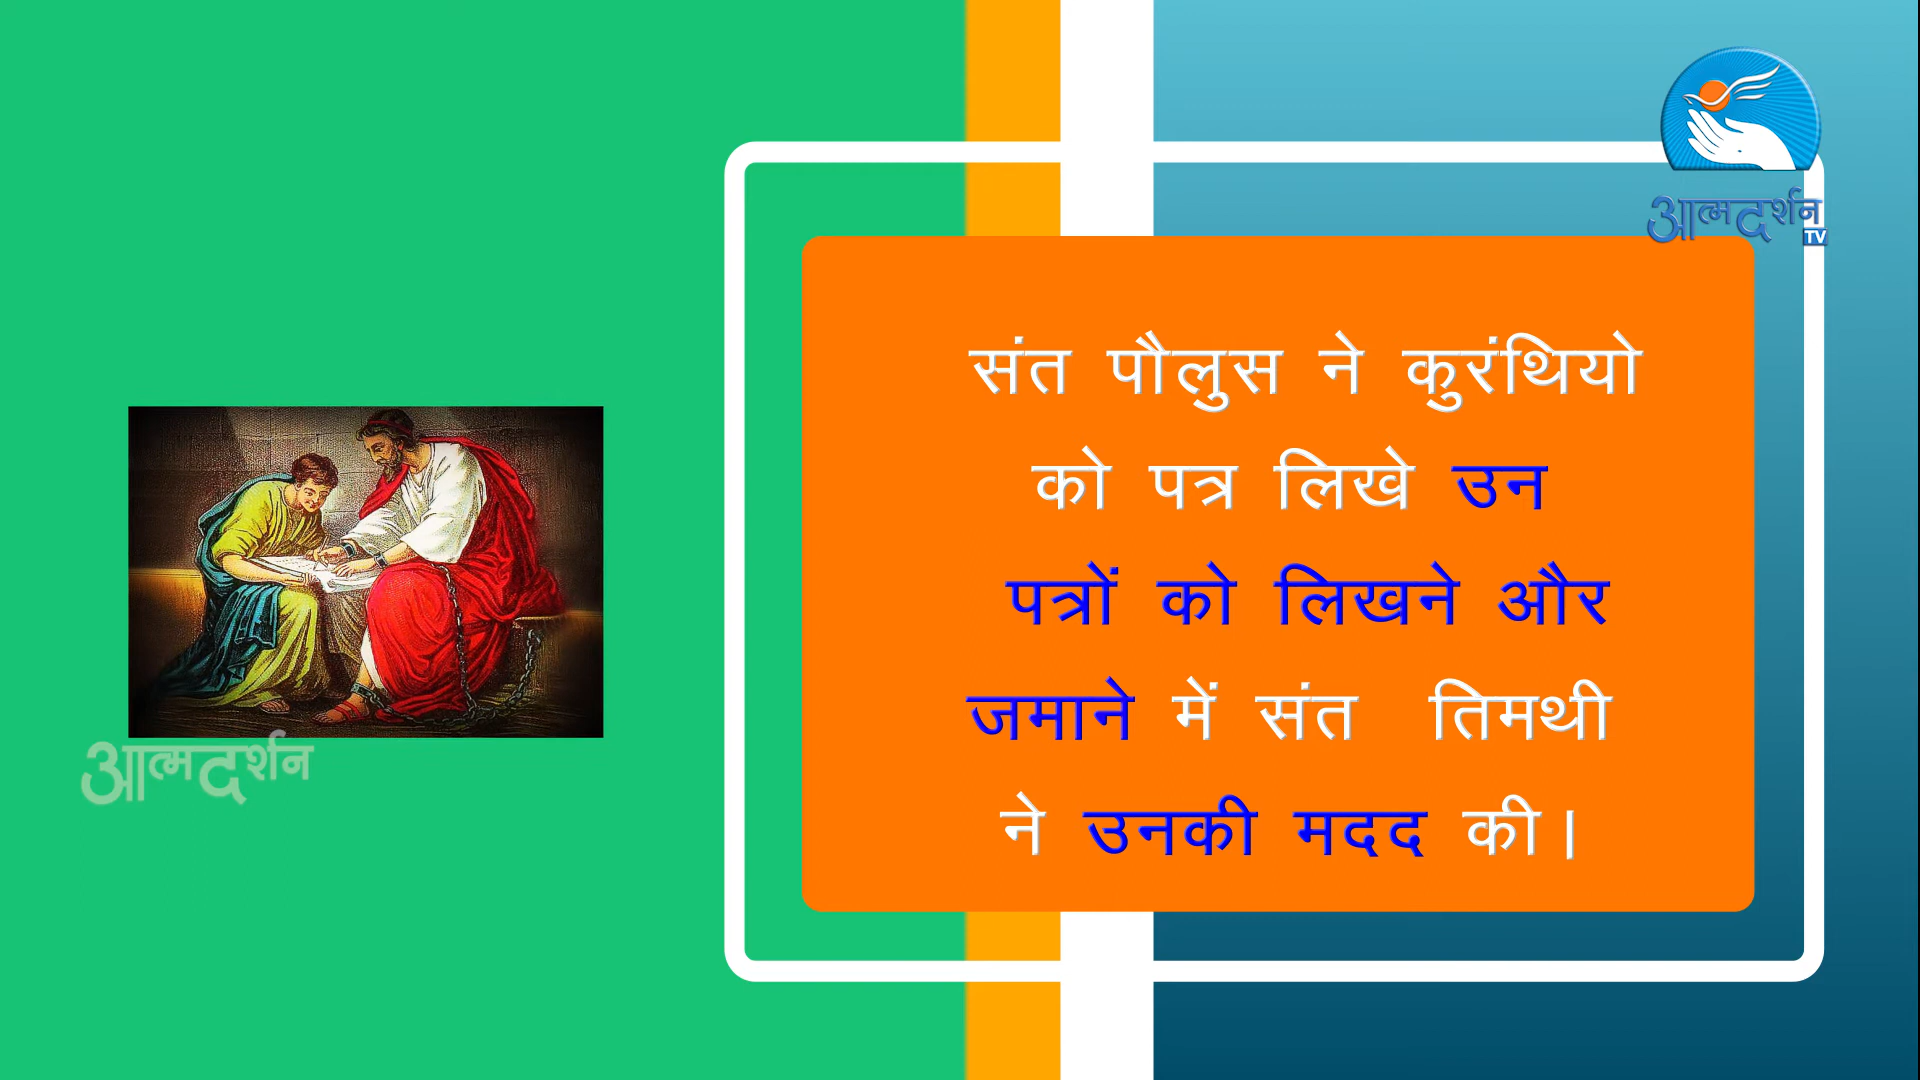 आत्मदर्शन
TV
संत पौलुस ने कुरंथियो
को पत्र लिखे उन
पत्रों को लिखने और
जमाने में संत तिमथी
ने उनकी मदद की।
आत्मदर्शन